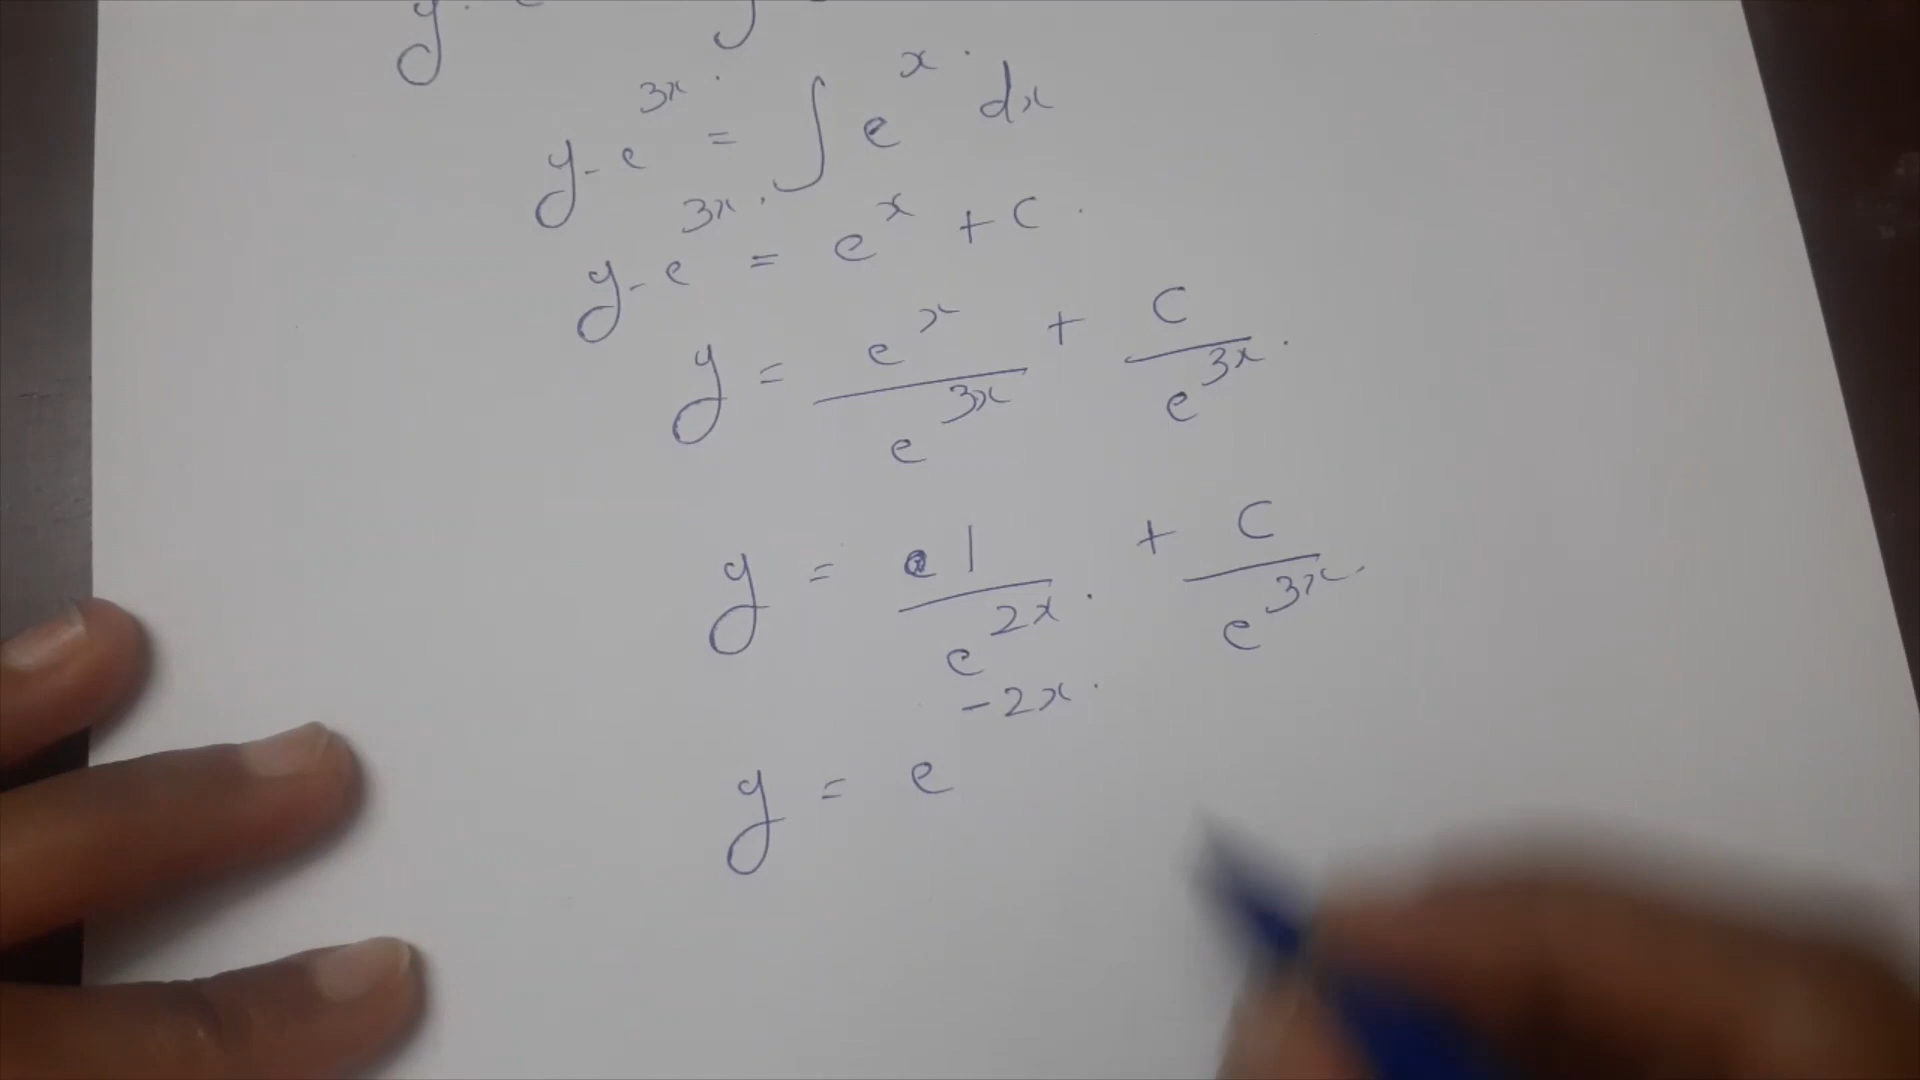 y-e^{3x} = ∫ e^x dx
y-e^{3x} = e^x + C
y = e^x / e^{3x} + C / e^{3x}
y = 1 / e^{2x} + C / e^{3x}
y = e^{-2x}